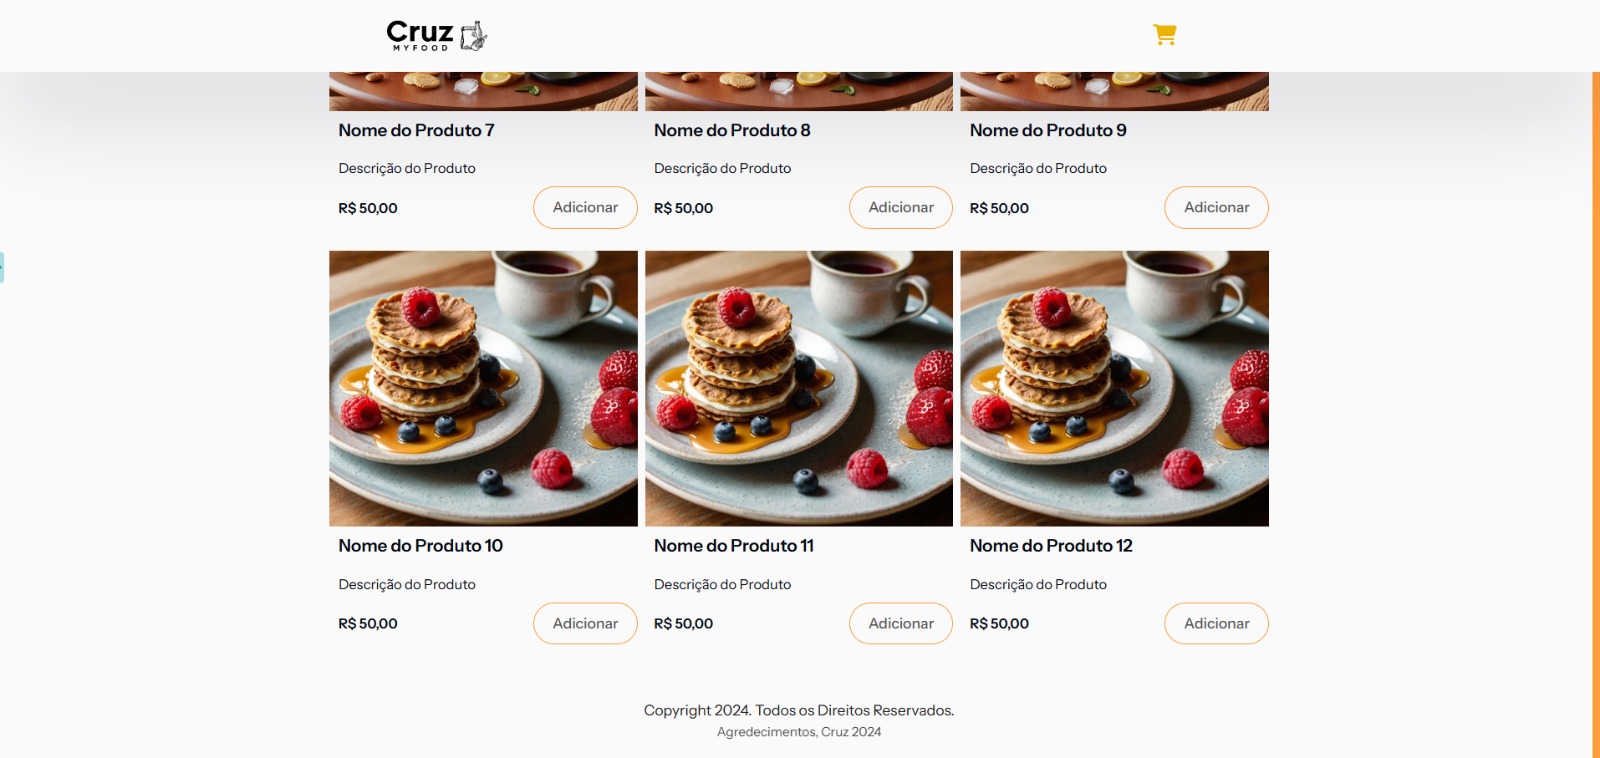 Cruz
MYFOOD
Nome do Produto 7
Descrição do Produto
R$ 50,00
Adicionar
Nome do Produto 8
Descrição do Produto
R$ 50,00
Adicionar
Nome do Produto 9
Descrição do Produto
R$ 50,00
Adicionar
Nome do Produto 10
Descrição do Produto
R$ 50,00
Adicionar
Nome do Produto 11
Descrição do Produto
R$ 50,00
Adicionar
Nome do Produto 12
Descrição do Produto
R$ 50,00
Adicionar
Copyright 2024. Todos os Direitos Reservados.
Agredecimentos, Cruz 2024